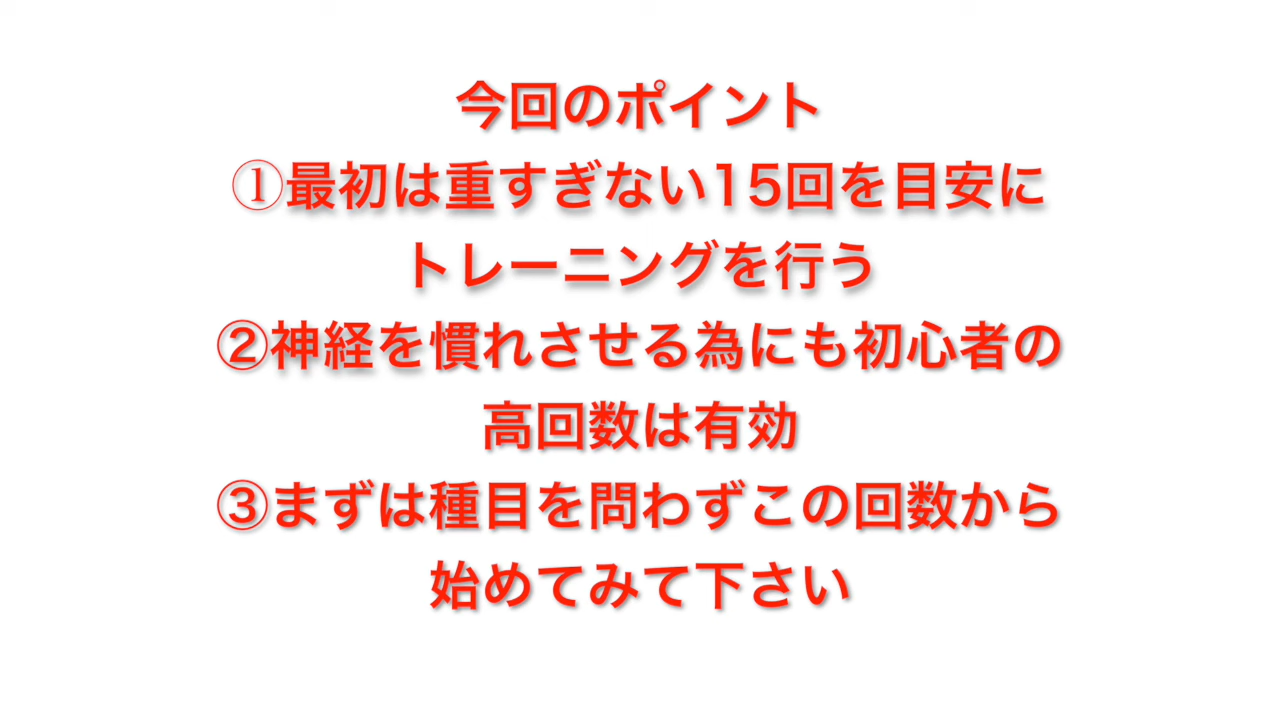 今回のポイント
①最初は重すぎない15回を目安に
トレーニングを行う
②神経を慣れさせる為にも初心者の
高回数は有効
③まずは種目を問わずこの回数から
始めてみて下さい